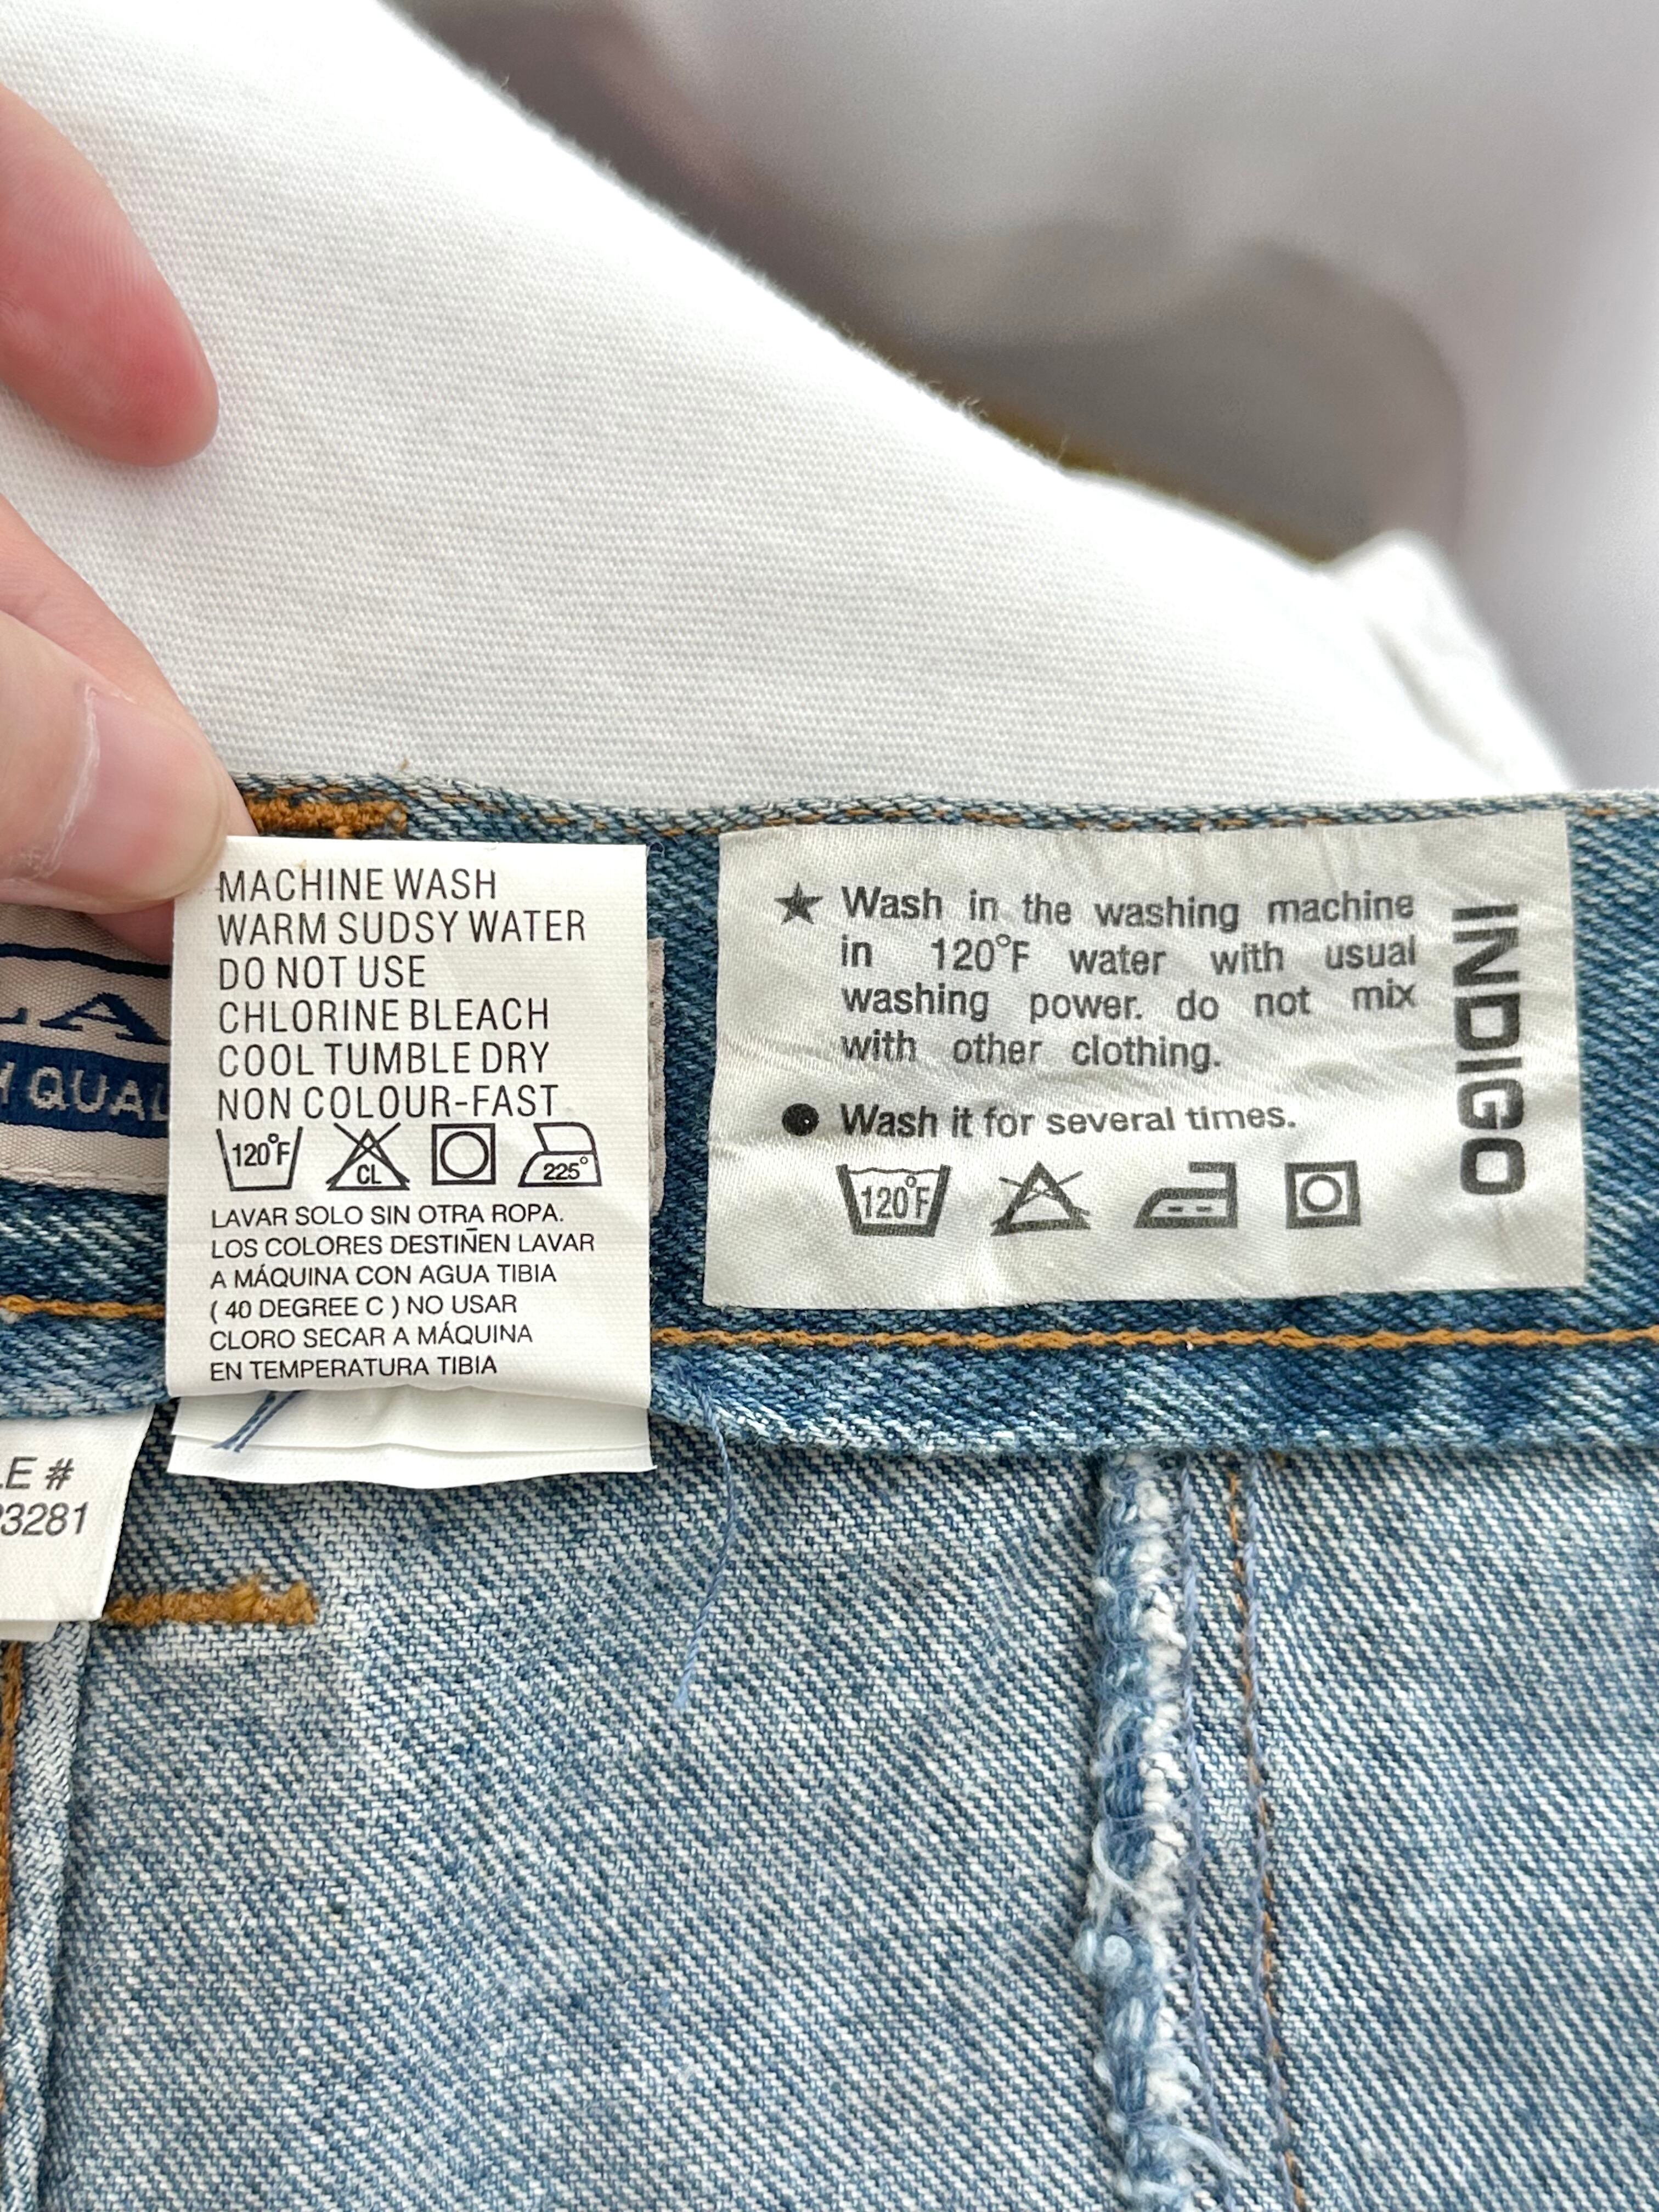 MACHINE WASH
WARM SUDSY WATER
DO NOT USE
CHLORINE BLEACH
COOL TUMBLE DRY
NON COLOUR-FAST
120°F CL 225°
LAVAR SOLO SIN OTRA ROPA.
LOS COLORES DESTIÑEN LAVAR
A MÁQUINA CON AGUA TIBIA
( 40 DEGREE C ) NO USAR
CLORO SECAR A MÁQUINA
EN TEMPERATURA TIBIA
★ Wash in the washing machine
in 120°F water with usual
washing power. do not mix
with other clothing.
● Wash it for several times.
120°F
INDIGO
LA
QUAL
LE #
3281